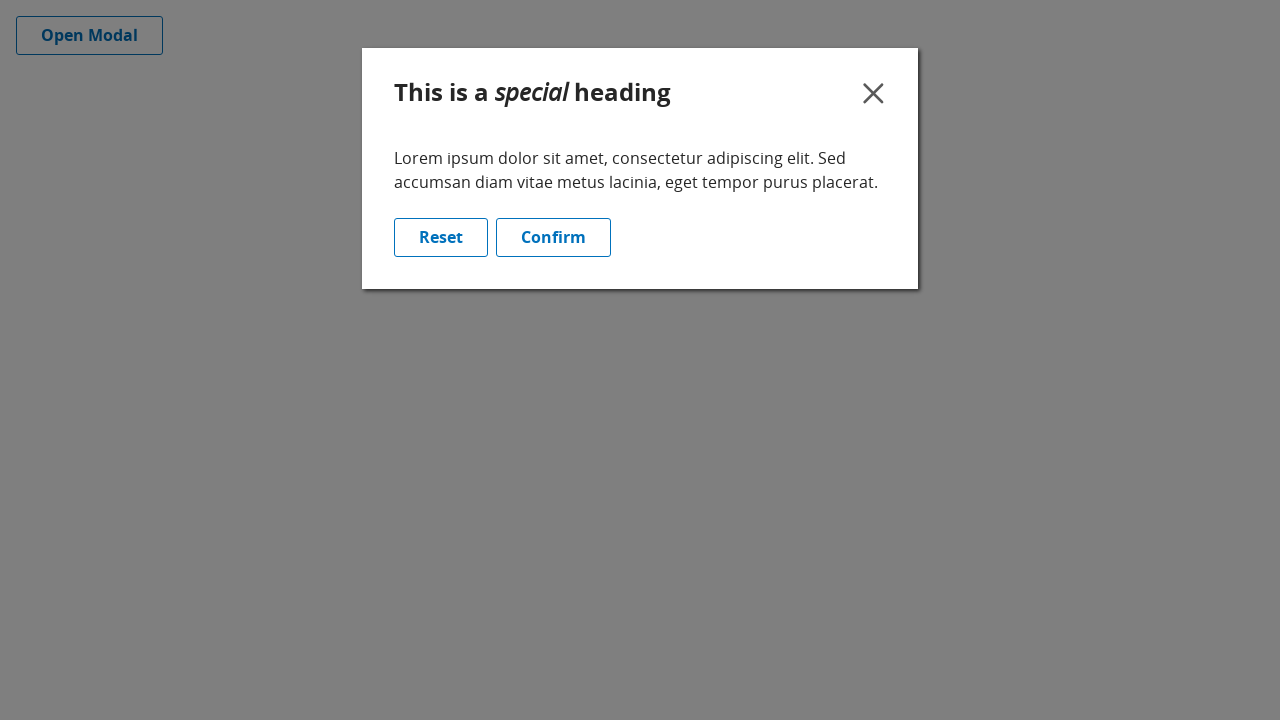 Open Modal
This is a special heading
Lorem ipsum dolor sit amet, consectetur adipiscing elit. Sed
accumsan diam vitae metus lacinia, eget tempor purus placerat.
Reset Confirm